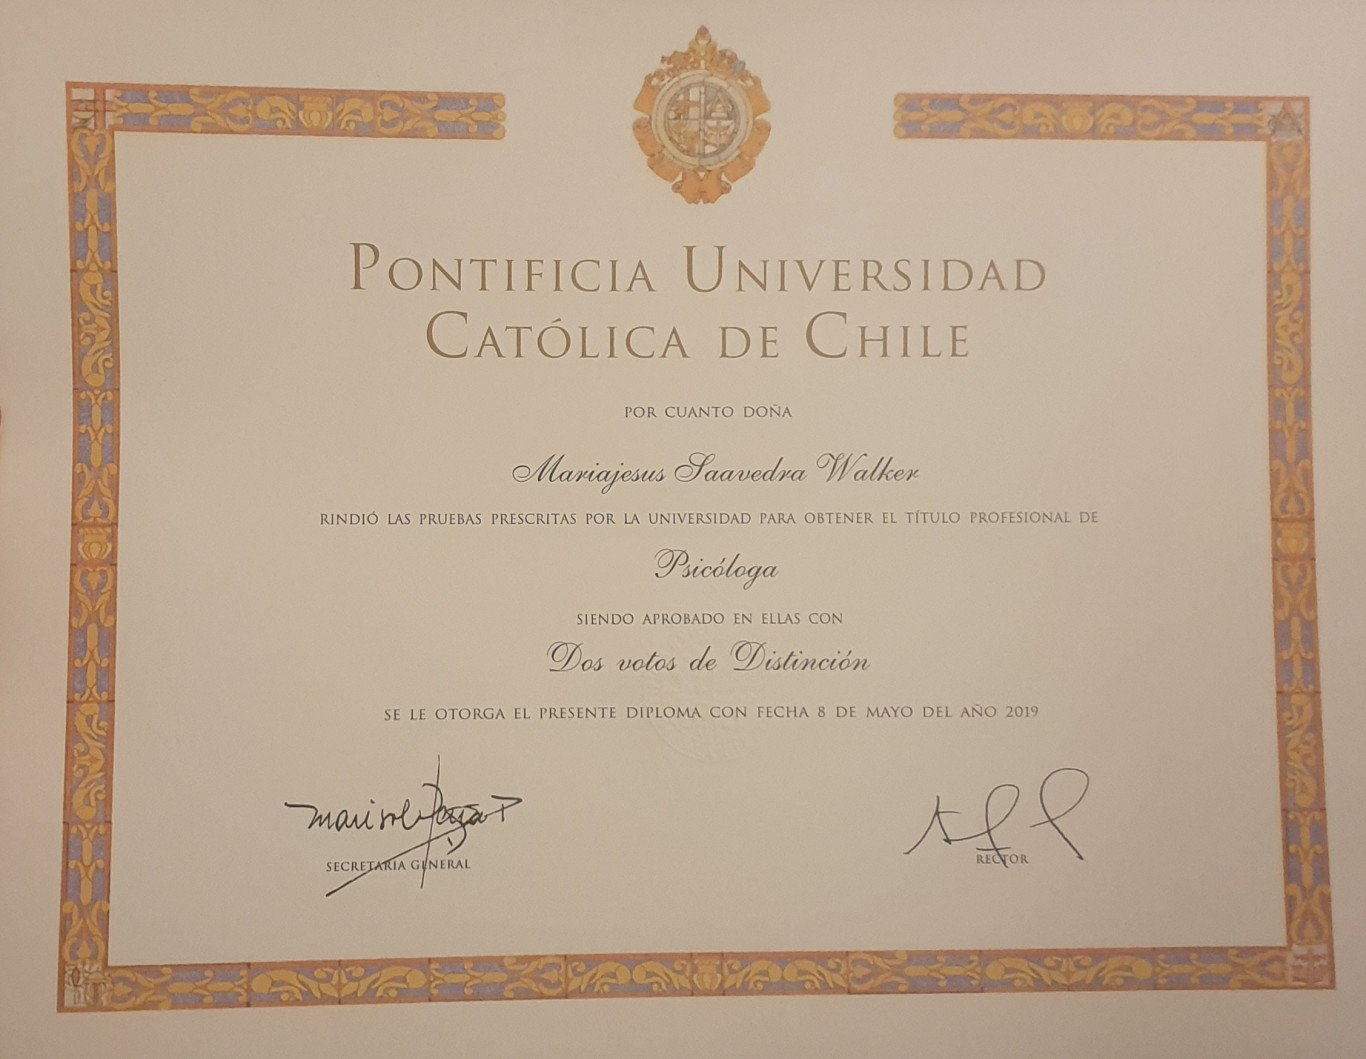 PONTIFICIA UNIVERSIDAD
CATÓLICA DE CHILE
POR CUANTO DOÑA
Mariajesus Saavedra Walker
RINDIÓ LAS PRUEBAS PRESCRITAS POR LA UNIVERSIDAD PARA OBTENER EL TÍTULO PROFESIONAL DE
Psicóloga
SIENDO APROBADO EN ELLAS CON
Dos votos de Distinción
SE LE OTORGA EL PRESENTE DIPLOMA CON FECHA 8 DE MAYO DEL AÑO 2019
SECRETARIA GENERAL
RECTOR